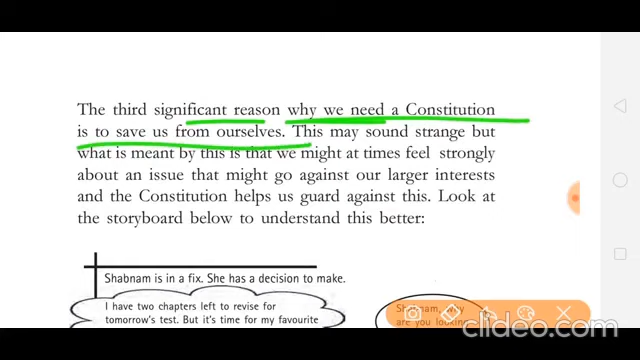 The third significant reason why we need a Constitution
is to save us from ourselves. This may sound strange but
what is meant by this is that we might at times feel strongly
about an issue that might go against our larger interests
and the Constitution helps us guard against this. Look at
the storyboard below to understand this better:
Shabnam is in a fix. She has a decision to make.
I have two chapters left to revise for
tomorrow's test. But it's time for my favourite
are you looking
clideo.com